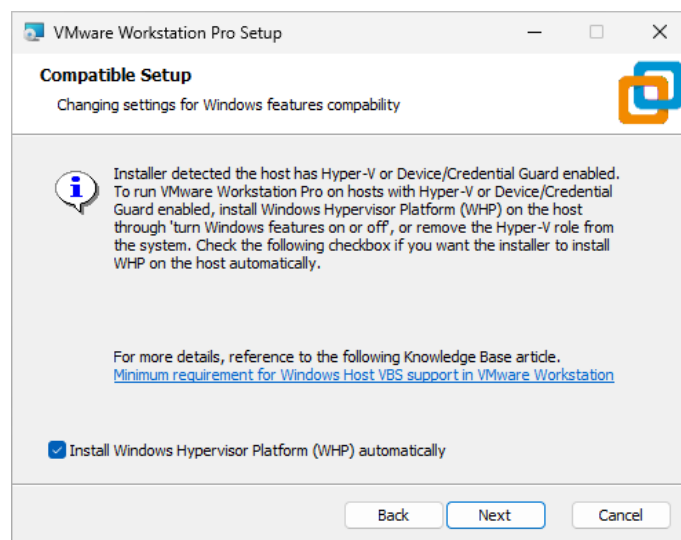 VMware Workstation Pro Setup
Compatible Setup
Changing settings for Windows features compability
Installer detected the host has Hyper-V or Device/Credential Guard enabled.
To run VMware Workstation Pro on hosts with Hyper-V or Device/Credential
Guard enabled, install Windows Hypervisor Platform (WHP) on the host
through 'turn Windows features on or off', or remove the Hyper-V role from
the system. Check the following checkbox if you want the installer to install
WHP on the host automatically.
For more details, reference to the following Knowledge Base article.
Minimum requirement for Windows Host VBS support in VMware Workstation
Install Windows Hypervisor Platform (WHP) automatically
Back Next Cancel